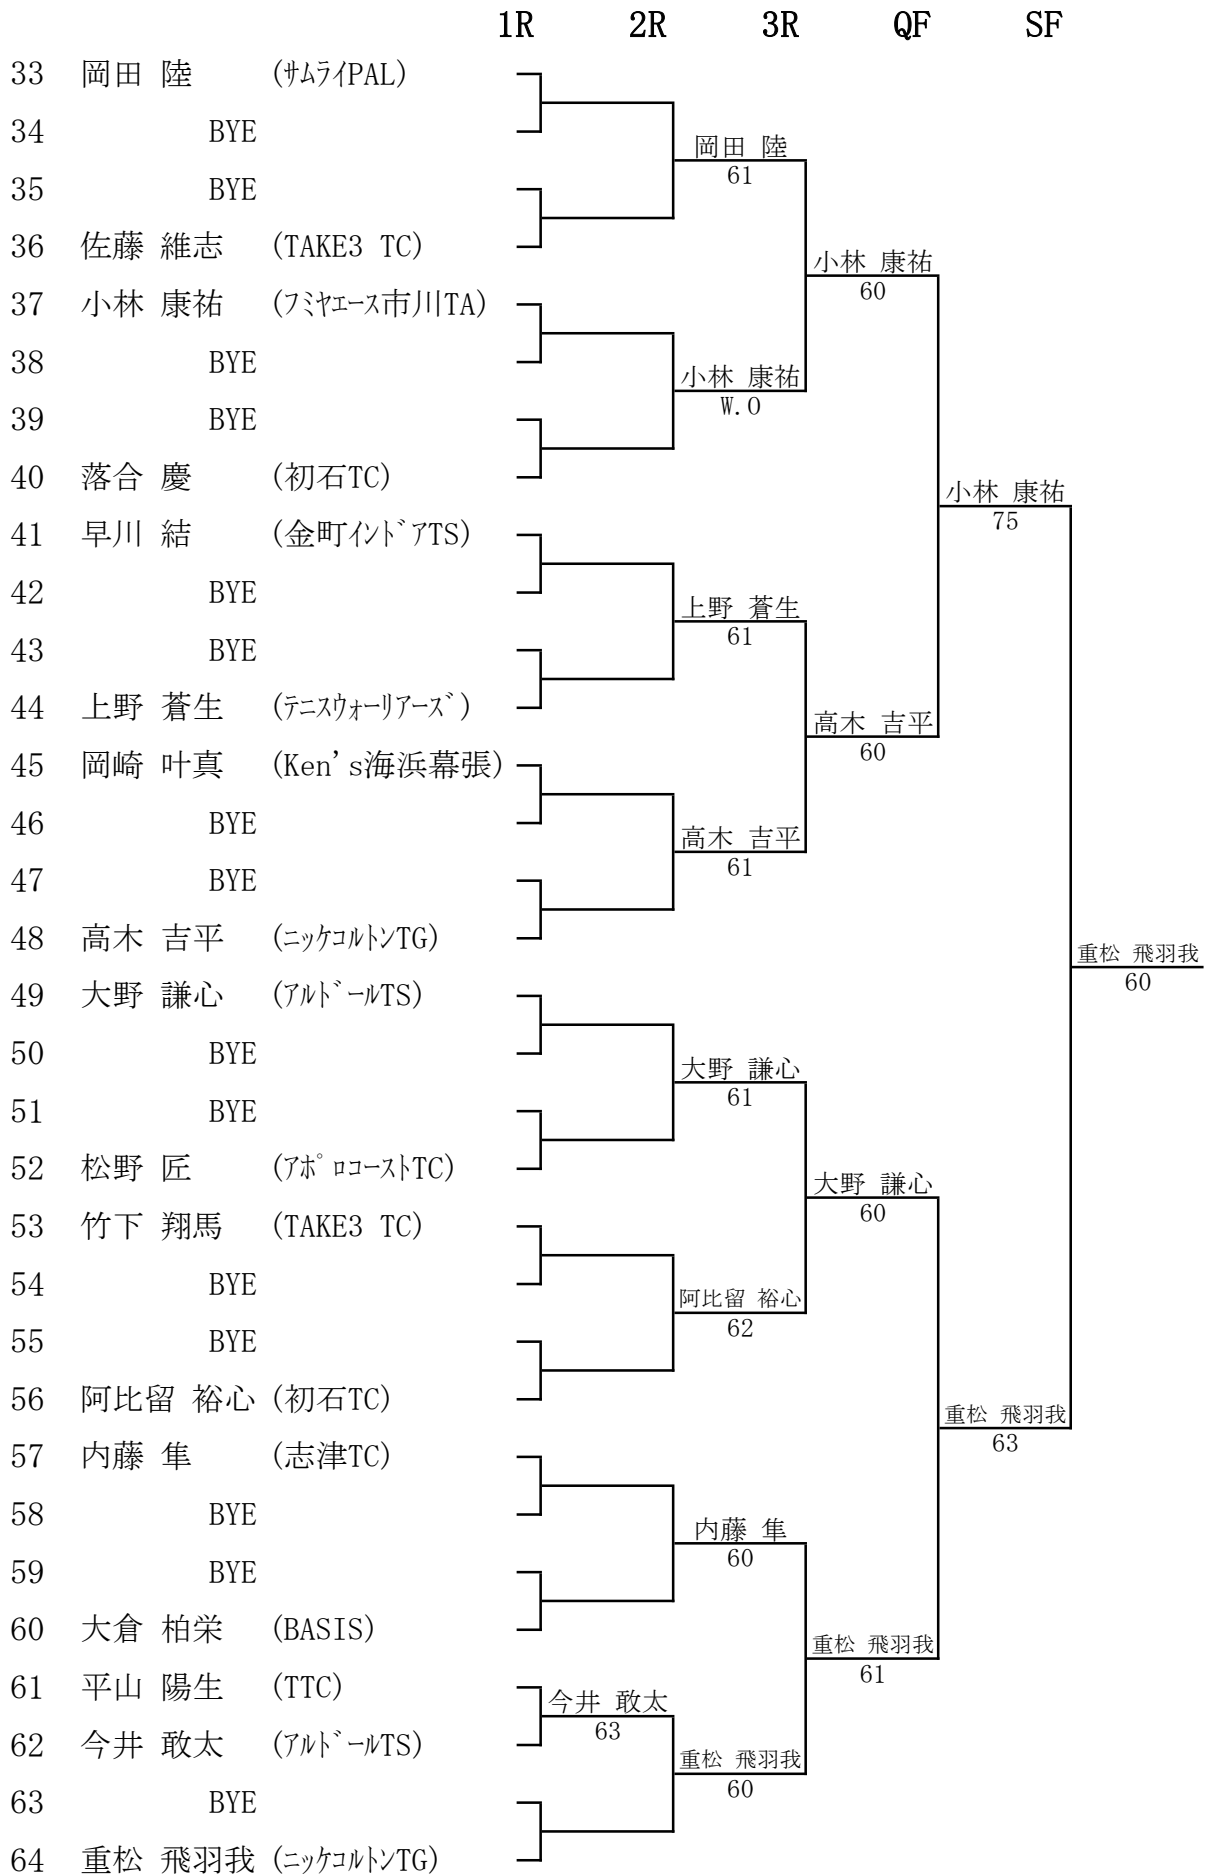 1R 2R 3R QF SF
33 岡田 陸 (ｻﾑﾗｲPAL)
34 BYE
岡田 陸
61
35 BYE
36 佐藤 維志 (TAKE3 TC)
小林 康祐
60
37 小林 康祐 (ﾌﾐﾔｴｰｽ市川TA)
38 BYE
小林 康祐
W.O
39 BYE
40 落合 慶 (初石TC)
小林 康祐
75
41 早川 結 (金町ｲﾝﾄﾞｱTS)
42 BYE
上野 蒼生
61
43 BYE
44 上野 蒼生 (ﾃﾆｽｳｫｰﾘｱｰｽﾞ)
高木 吉平
60
45 岡崎 叶真 (Ken's海浜幕張)
46 BYE
高木 吉平
61
47 BYE
48 高木 吉平 (ﾆｯｹｺﾙﾄﾝTG)
重松 飛羽我
60
49 大野 謙心 (ｱﾙﾄﾞｰﾙTS)
50 BYE
大野 謙心
61
51 BYE
52 松野 匠 (ｱﾎﾟﾛｺｰｽﾄTC)
大野 謙心
60
53 竹下 翔馬 (TAKE3 TC)
54 BYE
阿比留 裕心
62
55 BYE
56 阿比留 裕心 (初石TC)
重松 飛羽我
63
57 内藤 隼 (志津TC)
58 BYE
内藤 隼
60
59 BYE
60 大倉 柏栄 (BASIS)
重松 飛羽我
61
61 平山 陽生 (TTC)
今井 敢太
63
62 今井 敢太 (ｱﾙﾄﾞｰﾙTS)
重松 飛羽我
60
63 BYE
64 重松 飛羽我 (ﾆｯｹｺﾙﾄﾝTG)